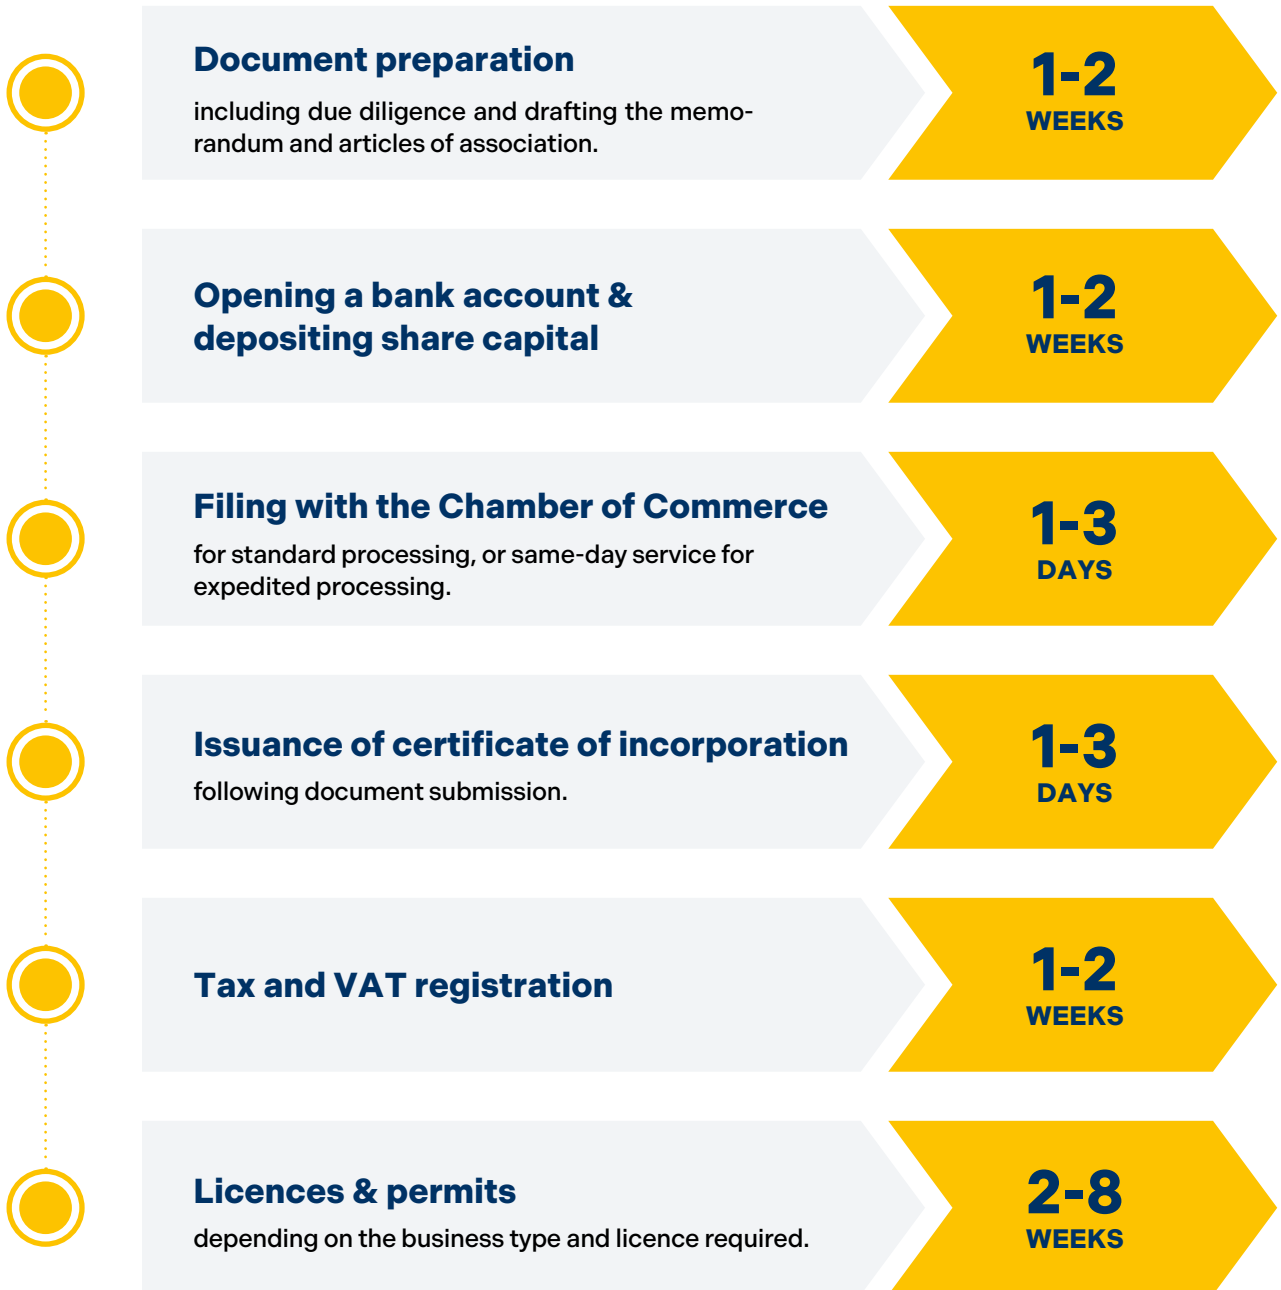 Document preparation
including due diligence and drafting the memo-
randum and articles of association.
1-2
WEEKS
Opening a bank account &
depositing share capital
1-2
WEEKS
Filing with the Chamber of Commerce
for standard processing, or same-day service for
expedited processing.
1-3
DAYS
Issuance of certificate of incorporation
following document submission.
1-3
DAYS
Tax and VAT registration
1-2
WEEKS
Licences & permits
depending on the business type and licence required.
2-8
WEEKS